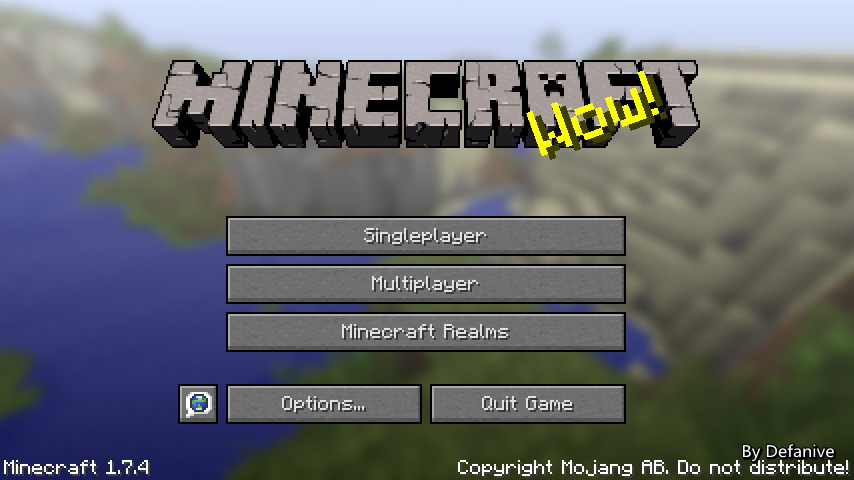 MINECRAFT
Wow!
Singleplayer
Multiplayer
Minecraft Realms
Options...
Quit Game
By Defanive
Minecraft 1.7.4
Copyright Mojang AB. Do not distribute!